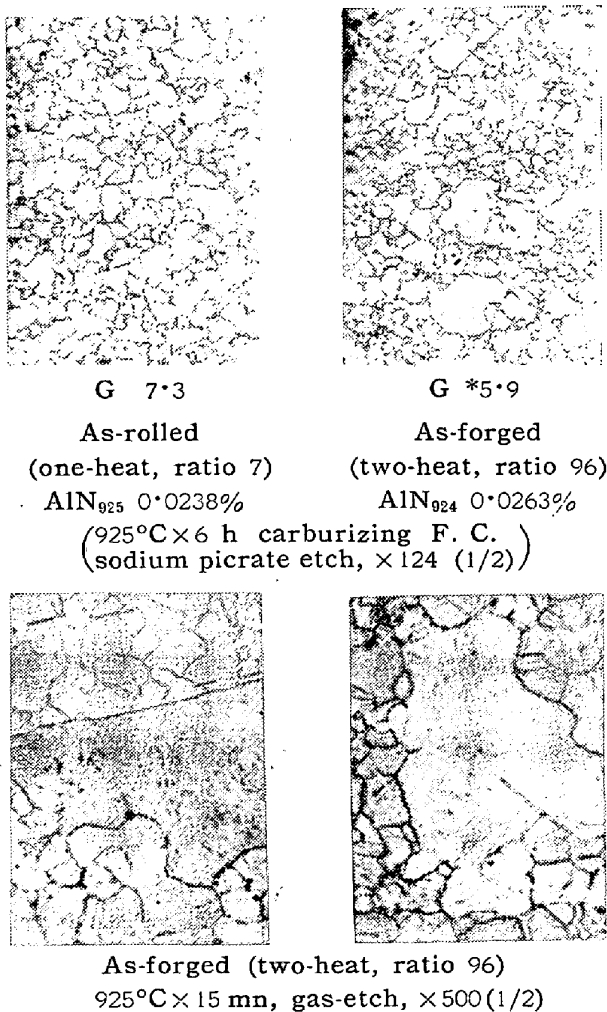 G 7·3
G *5·9
As-rolled
(one-heat, ratio 7)
AlN₉₂₅ 0·0238%
As-forged
(two-heat, ratio 96)
AlN₉₂₄ 0·0263%
(925°C×6 h carburizing F. C.
sodium picrate etch, ×124 (1/2))
As-forged (two-heat, ratio 96)
925°C×15 mn, gas-etch, ×500(1/2)